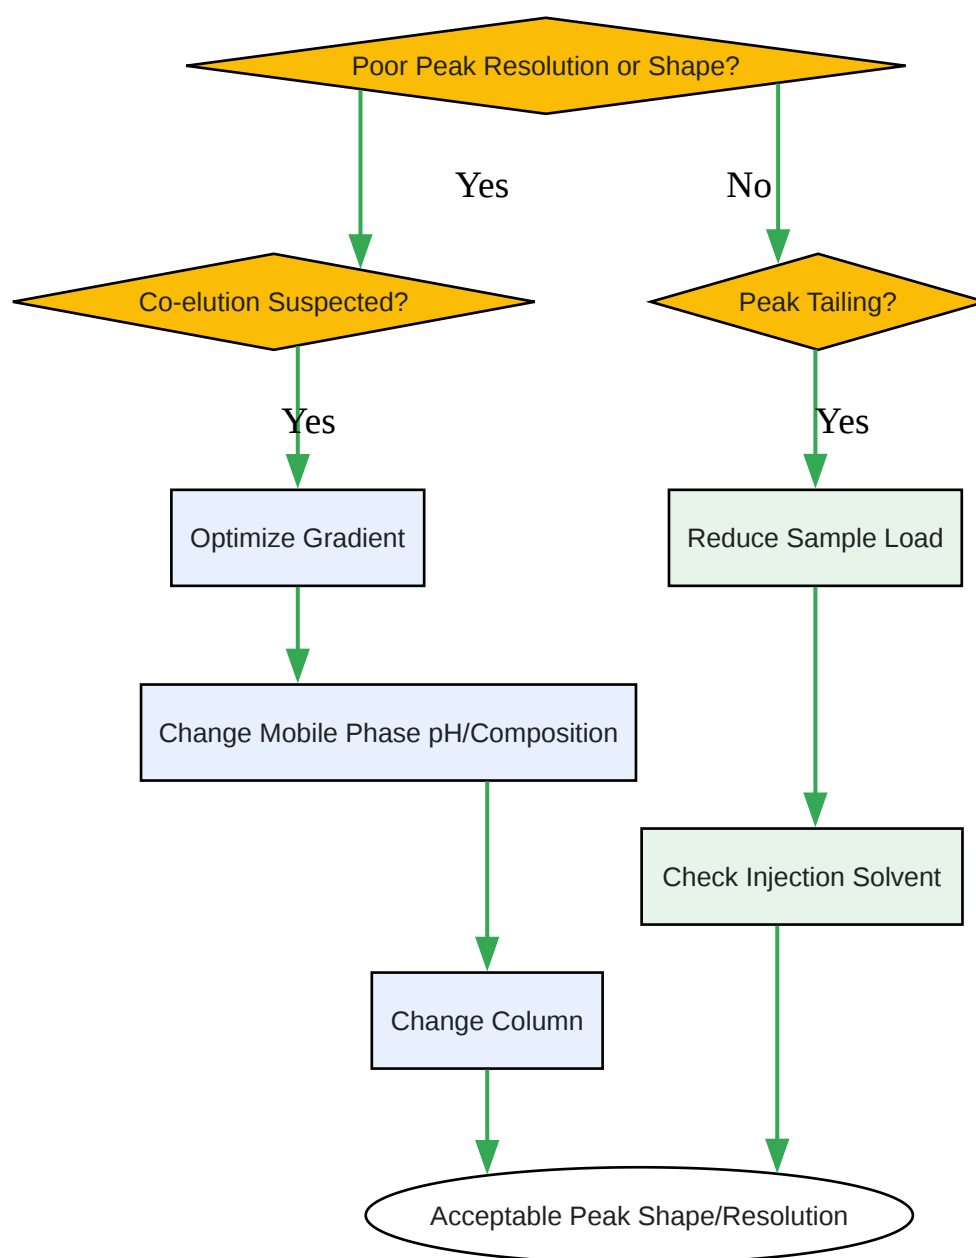 Poor Peak Resolution or Shape?
Yes
No
Co-elution Suspected?
Peak Tailing?
Yes
Yes
Optimize Gradient
Reduce Sample Load
Change Mobile Phase pH/Composition
Check Injection Solvent
Change Column
Acceptable Peak Shape/Resolution